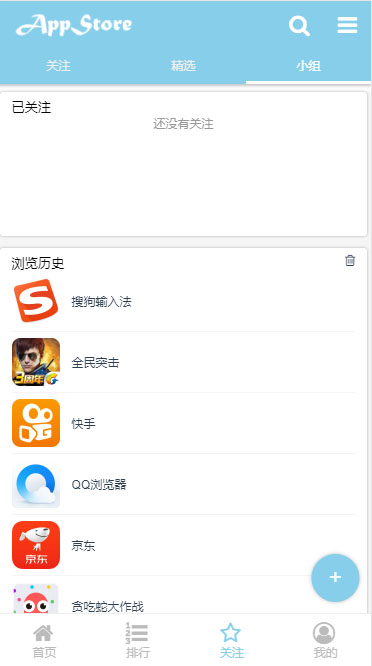 AppStore
关注
精选
小组
已关注
还没有关注
浏览历史
搜狗输入法
3周年
全民突击
快手
QQ浏览器
京东
京东
+
贪吃蛇大作战
首页
排行
关注
我的